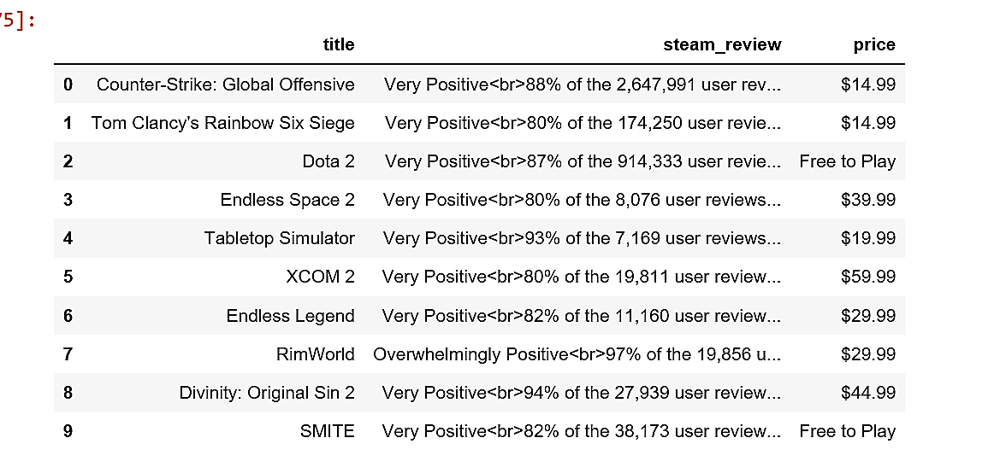 75]:
title steam_review price
0 Counter-Strike: Global Offensive Very Positive<br>88% of the 2,647,991 user rev... $14.99
1 Tom Clancy's Rainbow Six Siege Very Positive<br>80% of the 174,250 user revie... $14.99
2 Dota 2 Very Positive<br>87% of the 914,333 user revie... Free to Play
3 Endless Space 2 Very Positive<br>80% of the 8,076 user reviews... $39.99
4 Tabletop Simulator Very Positive<br>93% of the 7,169 user reviews... $19.99
5 XCOM 2 Very Positive<br>80% of the 19,811 user review... $59.99
6 Endless Legend Very Positive<br>82% of the 11,160 user review... $29.99
7 RimWorld Overwhelmingly Positive<br>97% of the 19,856 u... $29.99
8 Divinity: Original Sin 2 Very Positive<br>94% of the 27,939 user review... $44.99
9 SMITE Very Positive<br>82% of the 38,173 user review... Free to Play